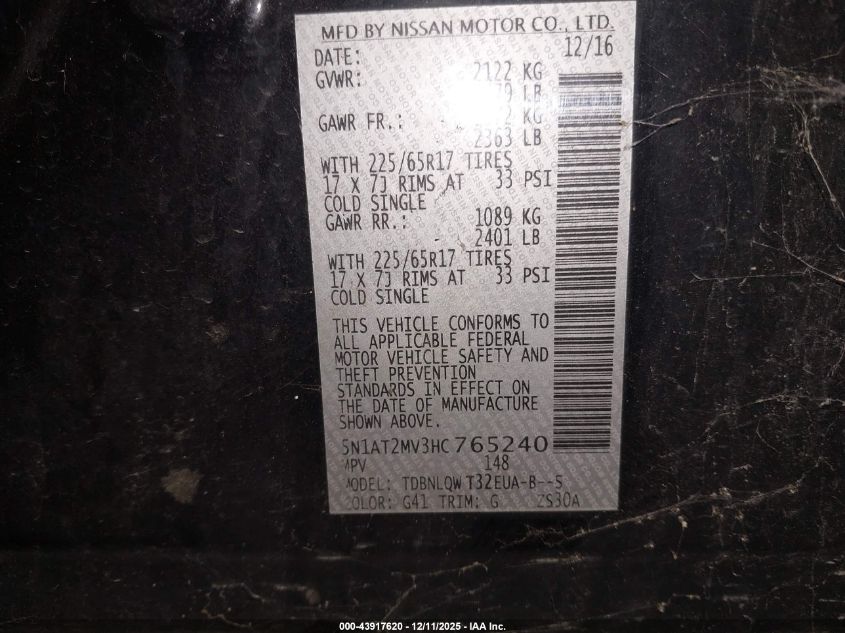 MFD BY NISSAN MOTOR CO., LTD.
DATE: 12/16
GVWR: 2122 KG
LB
GAWR FR.: KG
2363 LB
WITH 225/65R17 TIRES
17 X 7J RIMS AT 33 PSI
COLD SINGLE
GAWR RR.: 1089 KG
2401 LB
WITH 225/65R17 TIRES
17 X 7J RIMS AT 33 PSI
COLD SINGLE
THIS VEHICLE CONFORMS TO
ALL APPLICABLE FEDERAL
MOTOR VEHICLE SAFETY AND
THEFT PREVENTION
STANDARDS IN EFFECT ON
THE DATE OF MANUFACTURE
SHOWN ABOVE.
5N1AT2MV3HC765240
MPV 148
MODEL: TDBNLQWT32EUA-B--S
COLOR: G41 TRIM: G ZS30A
000-43917620 - 12/11/2025 - IAA Inc.